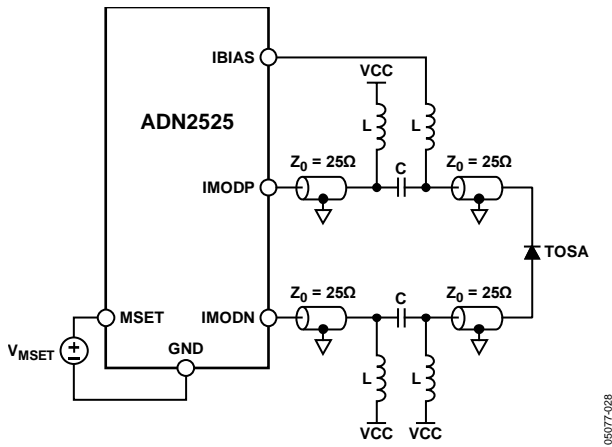 IBIAS
VCC
ADN2525
L
L
Z0 = 25Ω
C
Z0 = 25Ω
IMODP
TOSA
Z0 = 25Ω
C
Z0 = 25Ω
MSET
IMODN
VMSET
GND
L
L
VCC
VCC
05077-028